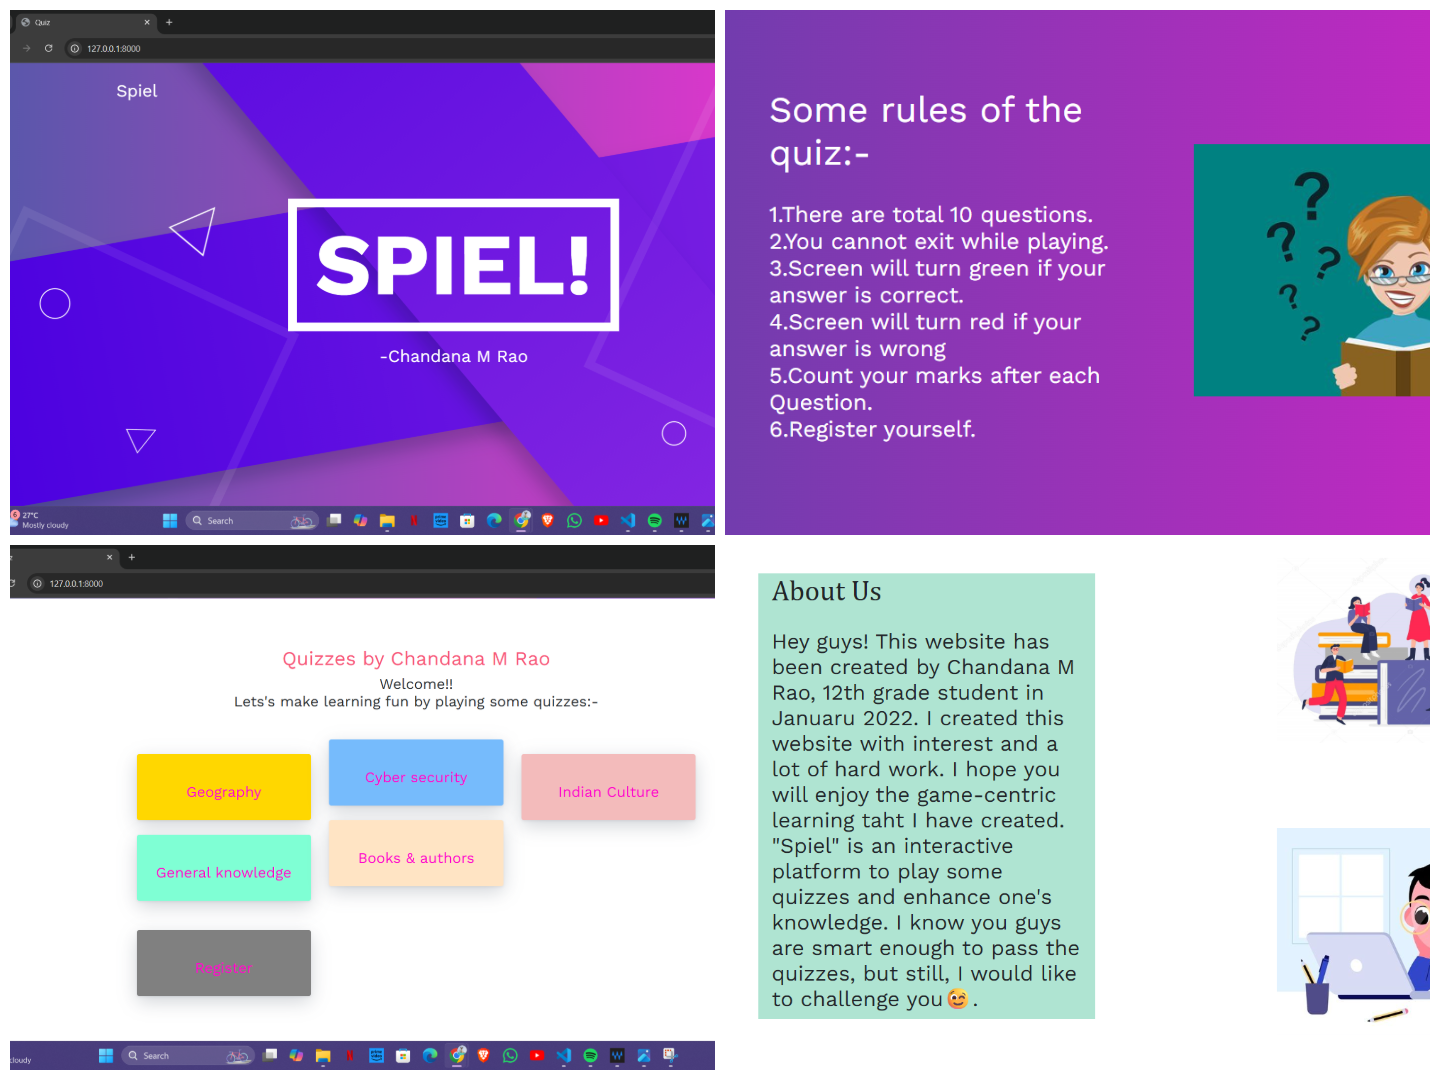 Quiz
127.0.0.1:8000
Spiel
SPIEL!
-Chandana M Rao
6
27°C
Mostly cloudy
Search
Some rules of the
quiz:-
1.There are total 10 questions.
2.You cannot exit while playing.
3.Screen will turn green if your
answer is correct.
4.Screen will turn red if your
answer is wrong
5.Count your marks after each
Question.
6.Register yourself.
127.0.0.1:8000
Quizzes by Chandana M Rao
Welcome!!
Lets's make learning fun by playing some quizzes:-
Geography
Cyber security
Indian Culture
General knowledge
Books & authors
Register
cloudy
Search
About Us
Hey guys! This website has
been created by Chandana M
Rao, 12th grade student in
Januaru 2022. I created this
website with interest and a
lot of hard work. I hope you
will enjoy the game-centric
learning taht I have created.
"Spiel" is an interactive
platform to play some
quizzes and enhance one's
knowledge. I know you guys
are smart enough to pass the
quizzes, but still, I would like
to challenge you😉.